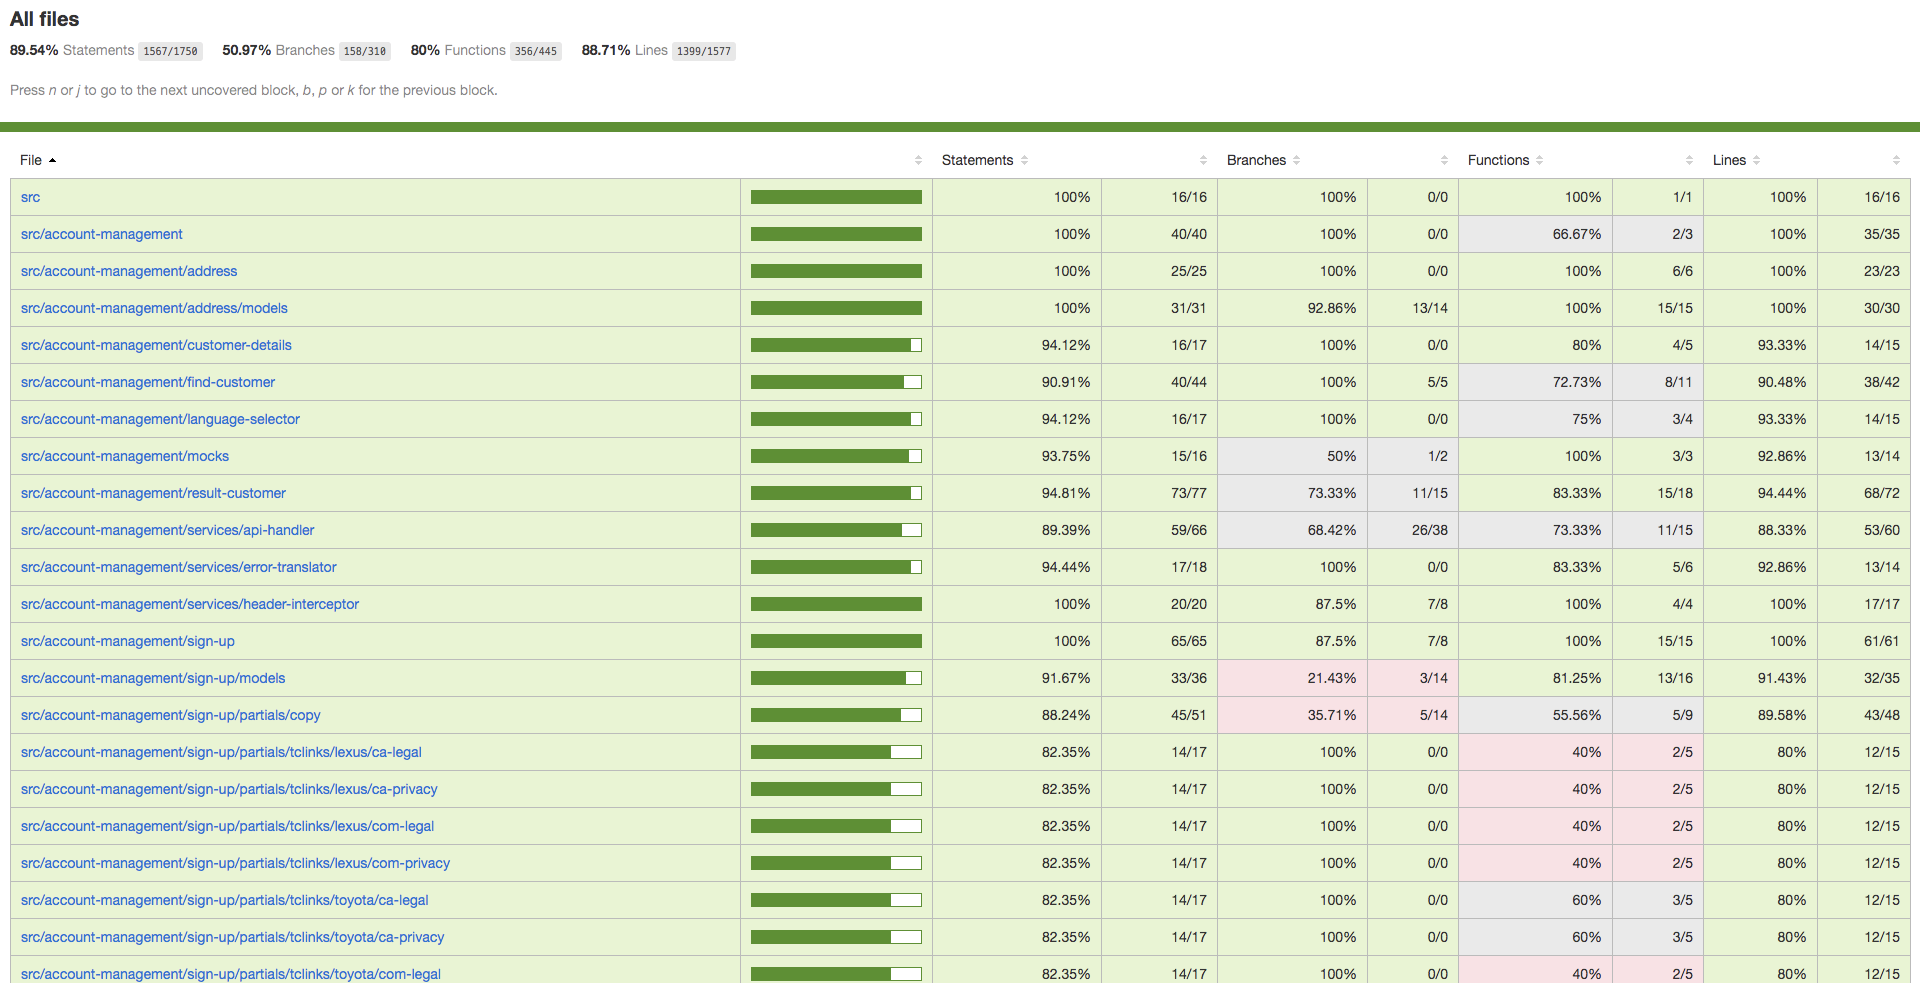 All files
89.54% Statements 1567/1750 50.97% Branches 158/310 80% Functions 356/445 88.71% Lines 1399/1577
Press n or j to go to the next uncovered block, b, p or k for the previous block.
File Statements Branches Functions Lines
src 100% 16/16 100% 0/0 100% 1/1 100% 16/16
src/account-management 100% 40/40 100% 0/0 66.67% 2/3 100% 35/35
src/account-management/address 100% 25/25 100% 0/0 100% 6/6 100% 23/23
src/account-management/address/models 100% 31/31 92.86% 13/14 100% 15/15 100% 30/30
src/account-management/customer-details 94.12% 16/17 100% 0/0 80% 4/5 93.33% 14/15
src/account-management/find-customer 90.91% 40/44 100% 5/5 72.73% 8/11 90.48% 38/42
src/account-management/language-selector 94.12% 16/17 100% 0/0 75% 3/4 93.33% 14/15
src/account-management/mocks 93.75% 15/16 50% 1/2 100% 3/3 92.86% 13/14
src/account-management/result-customer 94.81% 73/77 73.33% 11/15 83.33% 15/18 94.44% 68/72
src/account-management/services/api-handler 89.39% 59/66 68.42% 26/38 73.33% 11/15 88.33% 53/60
src/account-management/services/error-translator 94.44% 17/18 100% 0/0 83.33% 5/6 92.86% 13/14
src/account-management/services/header-interceptor 100% 20/20 87.5% 7/8 100% 4/4 100% 17/17
src/account-management/sign-up 100% 65/65 87.5% 7/8 100% 15/15 100% 61/61
src/account-management/sign-up/models 91.67% 33/36 21.43% 3/14 81.25% 13/16 91.43% 32/35
src/account-management/sign-up/partials/copy 88.24% 45/51 35.71% 5/14 55.56% 5/9 89.58% 43/48
src/account-management/sign-up/partials/tclinks/lexus/ca-legal 82.35% 14/17 100% 0/0 40% 2/5 80% 12/15
src/account-management/sign-up/partials/tclinks/lexus/ca-privacy 82.35% 14/17 100% 0/0 40% 2/5 80% 12/15
src/account-management/sign-up/partials/tclinks/lexus/com-legal 82.35% 14/17 100% 0/0 40% 2/5 80% 12/15
src/account-management/sign-up/partials/tclinks/lexus/com-privacy 82.35% 14/17 100% 0/0 40% 2/5 80% 12/15
src/account-management/sign-up/partials/tclinks/toyota/ca-legal 82.35% 14/17 100% 0/0 60% 3/5 80% 12/15
src/account-management/sign-up/partials/tclinks/toyota/ca-privacy 82.35% 14/17 100% 0/0 60% 3/5 80% 12/15
src/account-management/sign-up/partials/tclinks/toyota/com-legal 82.35% 14/17 100% 0/0 40% 2/5 80% 12/15